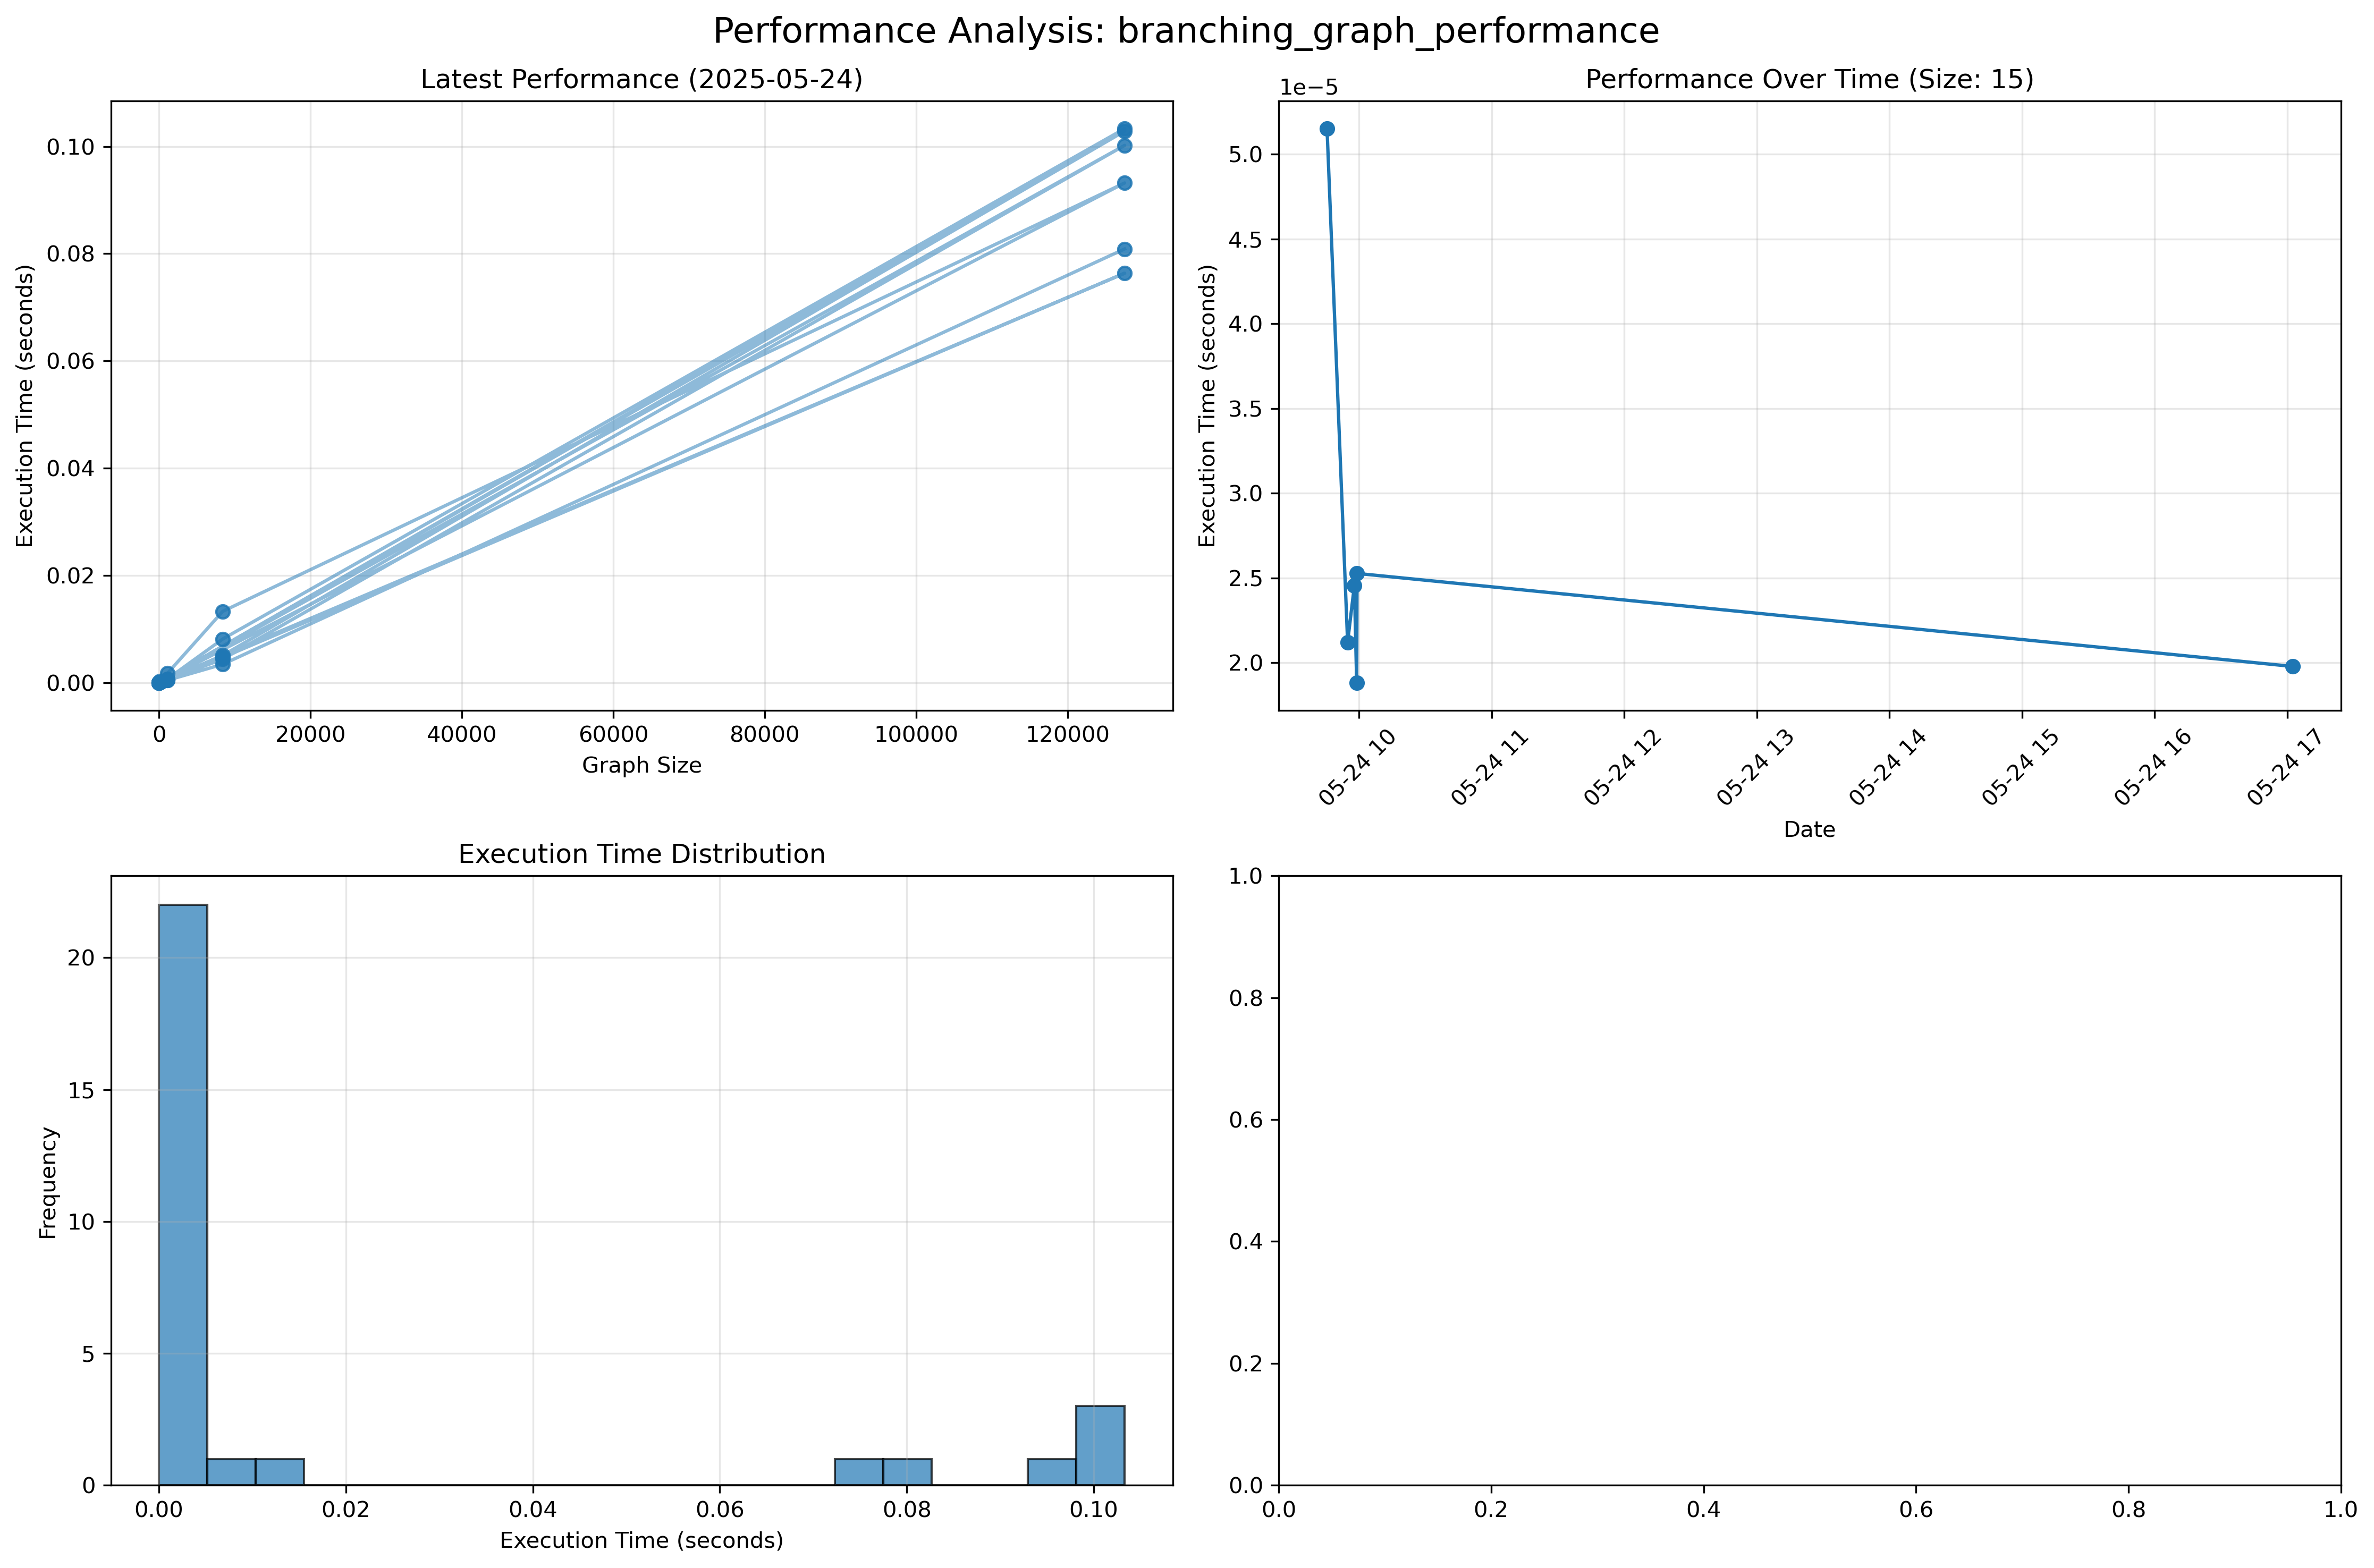 Performance Analysis: branching_graph_performance
Latest Performance (2025-05-24)
Execution Time (seconds)
0.10
0.08
0.06
0.04
0.02
0.00
0 20000 40000 60000 80000 100000 120000
Graph Size
Performance Over Time (Size: 15)
1e−5
Execution Time (seconds)
5.0
4.5
4.0
3.5
3.0
2.5
2.0
05-24 10 05-24 11 05-24 12 05-24 13 05-24 14 05-24 15 05-24 16 05-24 17
Date
Execution Time Distribution
Frequency
20
15
10
5
0
0.00 0.02 0.04 0.06 0.08 0.10
Execution Time (seconds)
1.0
0.8
0.6
0.4
0.2
0.0
0.0 0.2 0.4 0.6 0.8 1.0